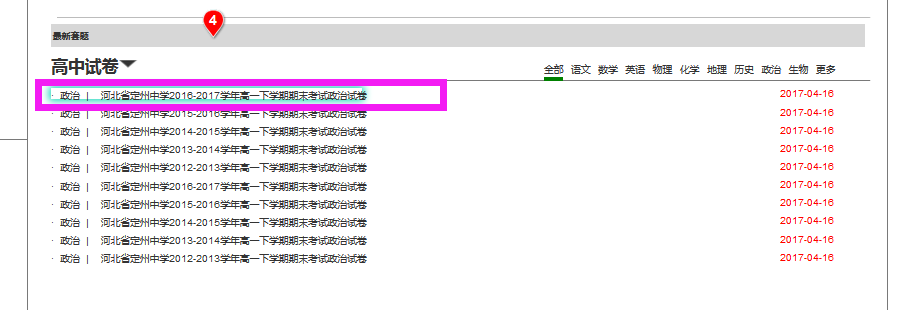 4
最新套题
高中试卷
全部 语文 数学 英语 物理 化学 地理 历史 政治 生物 更多
· 政治 | 河北省定州中学2016-2017学年高一下学期期末考试政治试卷 2017-04-16
· 政治 | 河北省定州中学2015-2016学年高一下学期期末考试政治试卷 2017-04-16
· 政治 | 河北省定州中学2014-2015学年高一下学期期末考试政治试卷 2017-04-16
· 政治 | 河北省定州中学2013-2014学年高一下学期期末考试政治试卷 2017-04-16
· 政治 | 河北省定州中学2012-2013学年高一下学期期末考试政治试卷 2017-04-16
· 政治 | 河北省定州中学2016-2017学年高一下学期期末考试政治试卷 2017-04-16
· 政治 | 河北省定州中学2015-2016学年高一下学期期末考试政治试卷 2017-04-16
· 政治 | 河北省定州中学2014-2015学年高一下学期期末考试政治试卷 2017-04-16
· 政治 | 河北省定州中学2013-2014学年高一下学期期末考试政治试卷 2017-04-16
· 政治 | 河北省定州中学2012-2013学年高一下学期期末考试政治试卷 2017-04-16